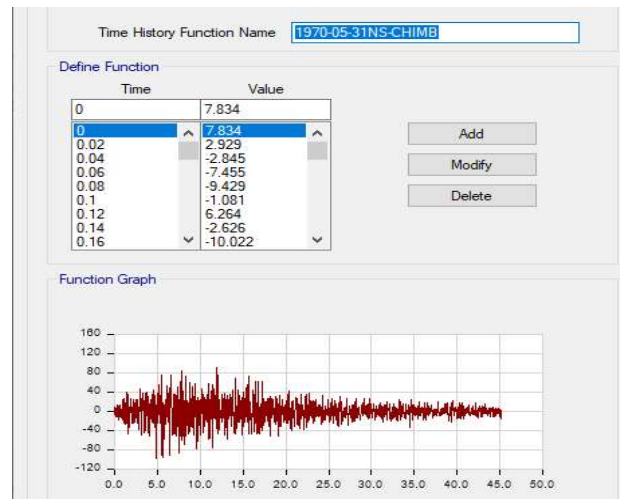 Time History Function Name 1970-05-31NS-CHIMB
Define Function
Time Value
0 7.834
0 7.834
0.02 2.929
0.04 -2.845
0.06 -7.455
0.08 -9.429
0.1 -1.081
0.12 6.264
0.14 -2.626
0.16 -10.022
Add
Modify
Delete
Function Graph
160
120
80
40
0
-40
-80
-120
0.0 5.0 10.0 15.0 20.0 25.0 30.0 35.0 40.0 45.0 50.0